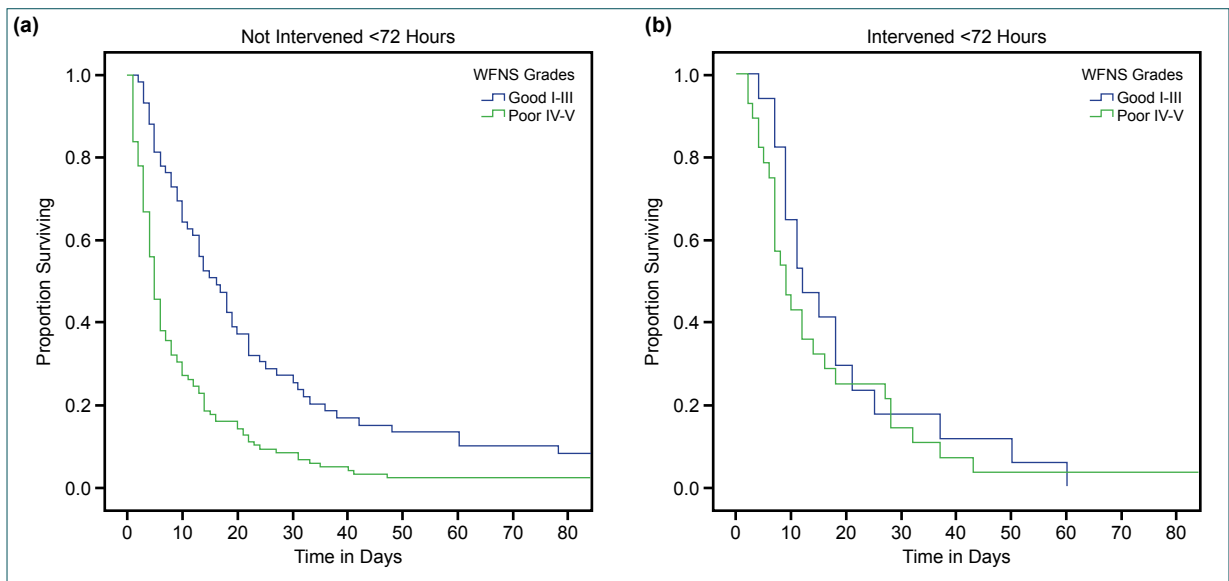 (a)
Not Intervened <72 Hours
WFNS Grades
Good I-III
Poor IV-V
1.0
0.8
0.6
0.4
0.2
0.0
Proportion Surviving
0 10 20 30 40 50 60 70 80
Time in Days
(b)
Intervened <72 Hours
WFNS Grades
Good I-III
Poor IV-V
1.0
0.8
0.6
0.4
0.2
0.0
Proportion Surviving
0 10 20 30 40 50 60 70 80
Time in Days